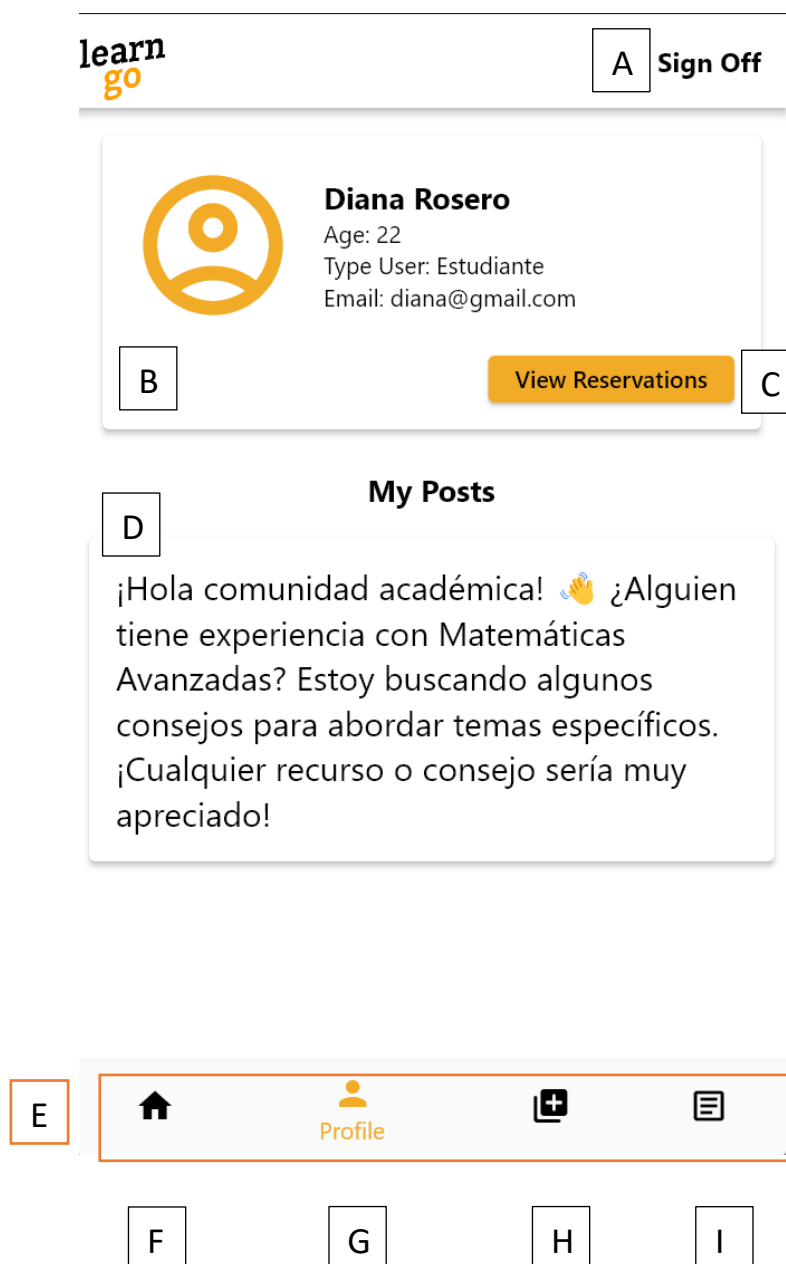 learn
go
A Sign Off
Diana Rosero
Age: 22
Type User: Estudiante
Email: diana@gmail.com
B
View Reservations C
My Posts
D
¡Hola comunidad académica! 👋 ¿Alguien
tiene experiencia con Matemáticas
Avanzadas? Estoy buscando algunos
consejos para abordar temas específicos.
¡Cualquier recurso o consejo sería muy
apreciado!
E
Profile
F G H I